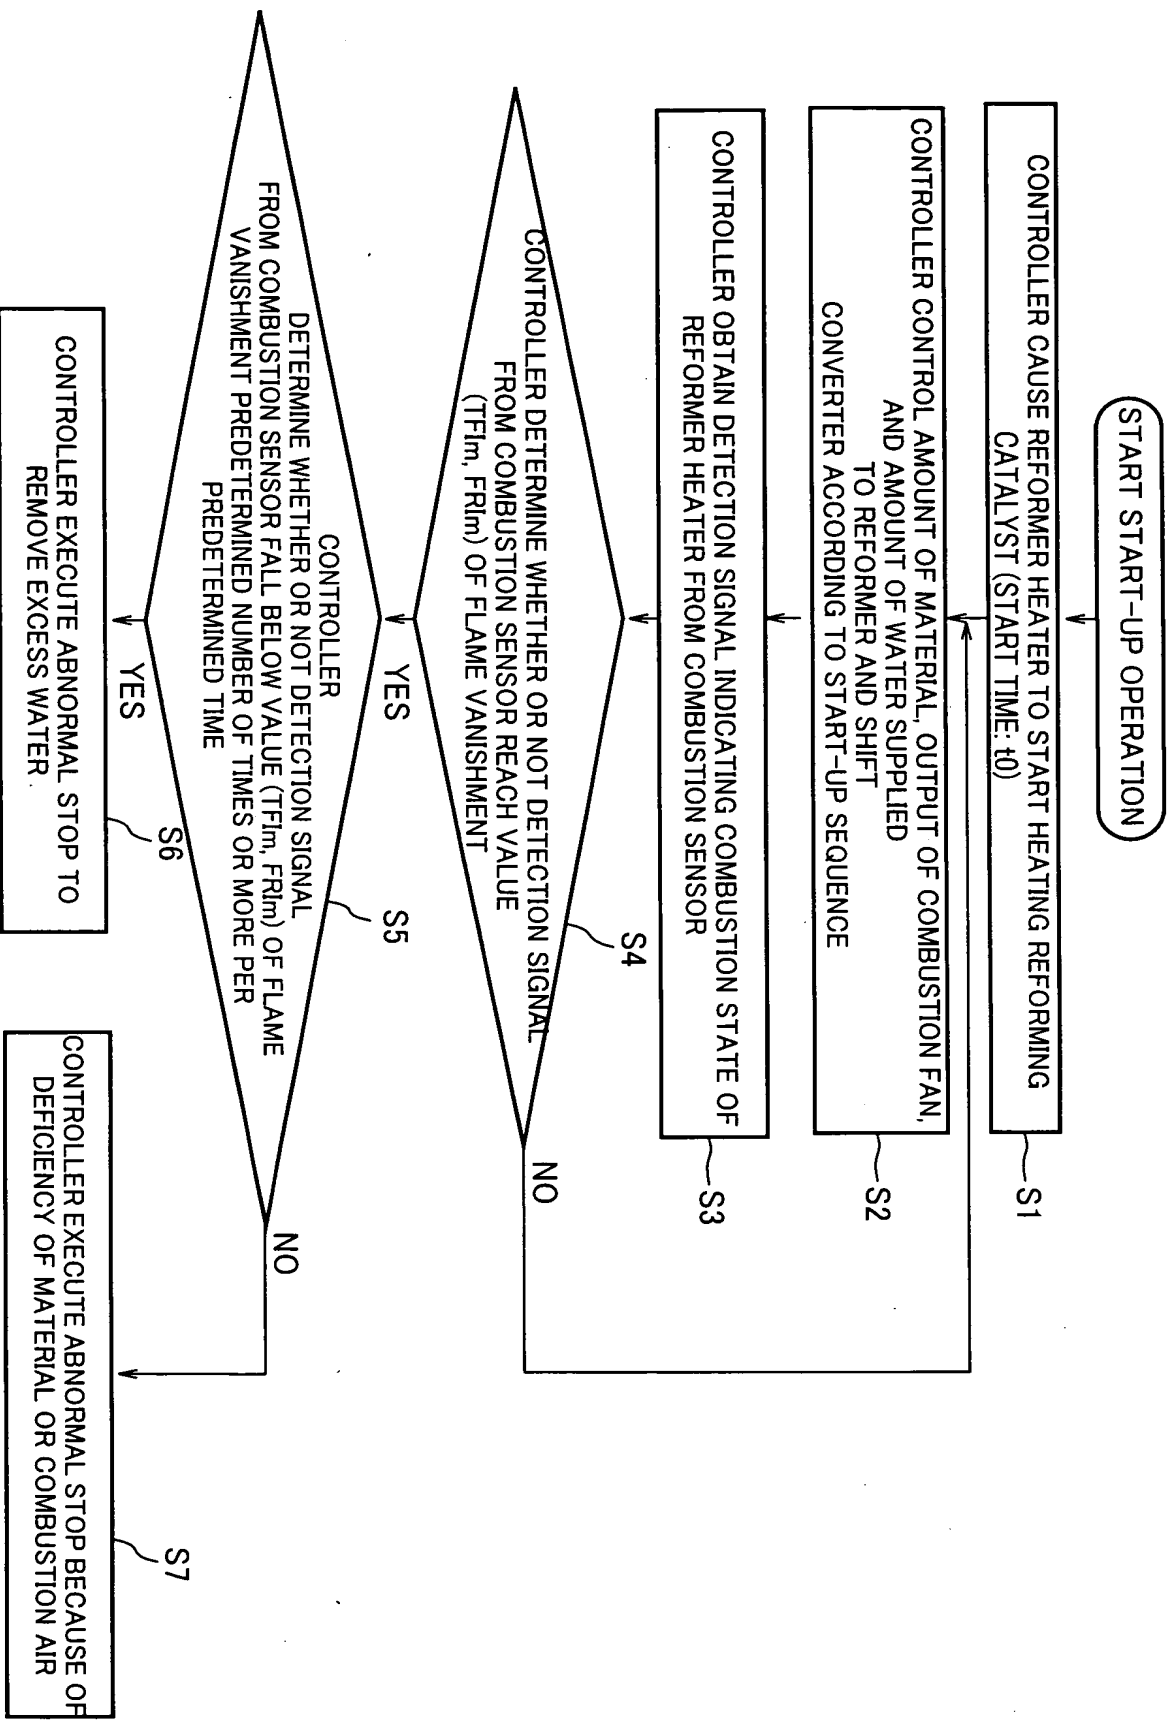 START START-UP OPERATION
CONTROLLER CAUSE REFORMER HEATER TO START HEATING REFORMING
CATALYST (START TIME: t0)
S1
CONTROLLER CONTROL AMOUNT OF MATERIAL, OUTPUT OF COMBUSTION FAN,
AND AMOUNT OF WATER SUPPLIED
TO REFORMER AND SHIFT
CONVERTER ACCORDING TO START-UP SEQUENCE
S2
CONTROLLER OBTAIN DETECTION SIGNAL INDICATING COMBUSTION STATE OF
REFORMER HEATER FROM COMBUSTION SENSOR
S3
CONTROLLER DETERMINE WHETHER OR NOT DETECTION SIGNAL
FROM COMBUSTION SENSOR REACH VALUE
(TFIm, FRIm) OF FLAME VANISHMENT
S4
NO
YES
CONTROLLER
DETERMINE WHETHER OR NOT DETECTION SIGNAL
FROM COMBUSTION SENSOR FALL BELOW VALUE (TFIm, FRIm) OF FLAME
VANISHMENT PREDETERMINED NUMBER OF TIMES OR MORE PER
PREDETERMINED TIME
S5
NO
YES
CONTROLLER EXECUTE ABNORMAL STOP TO
REMOVE EXCESS WATER
S6
CONTROLLER EXECUTE ABNORMAL STOP BECAUSE OF
DEFICIENCY OF MATERIAL OR COMBUSTION AIR
S7